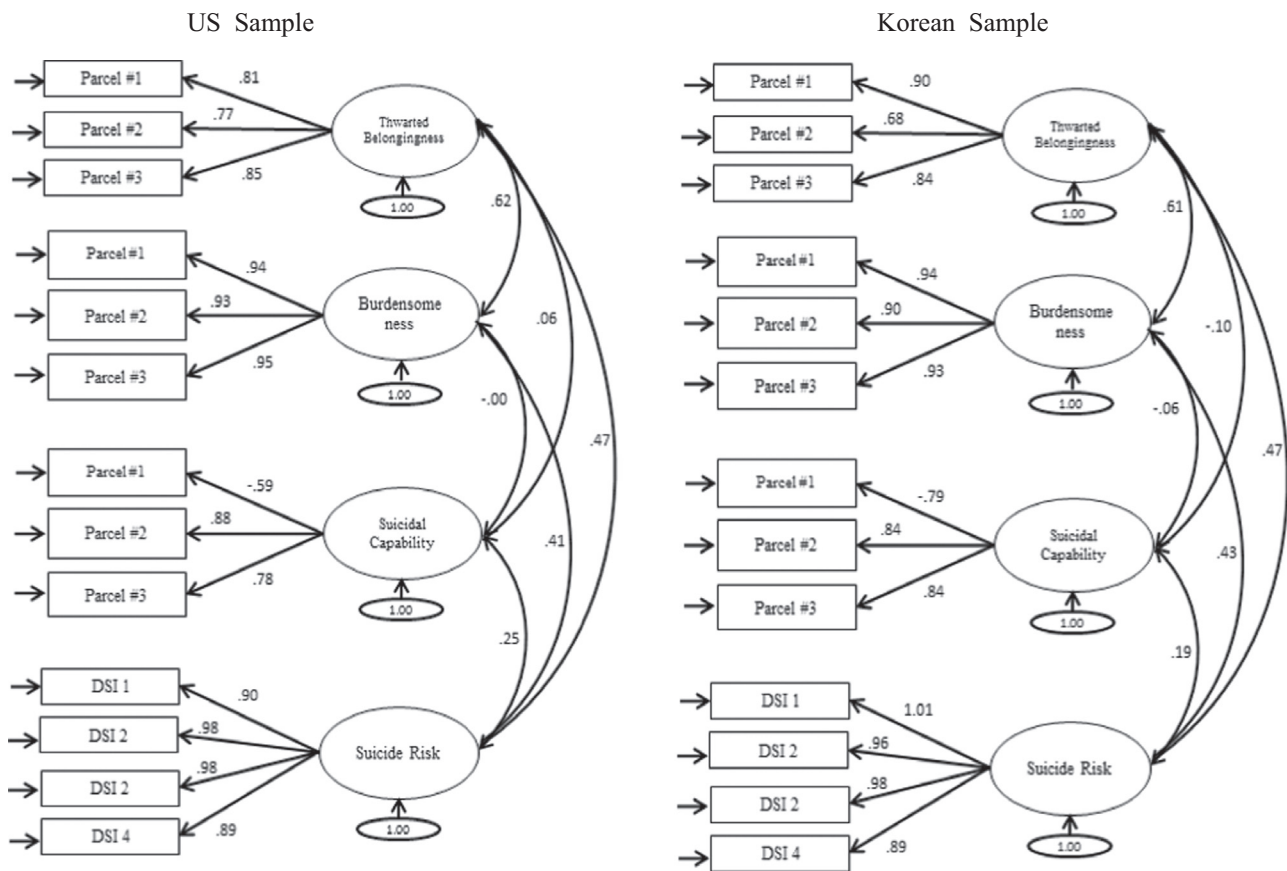 US Sample
Parcel #1
.81
Parcel #2
.77
Parcel #3
.85
Thwarted
Belongingness
1.00
.62
Parcel #1
.94
Parcel #2
.93
Parcel #3
.95
Burdensome
ness
1.00
.06
-.00
.47
Parcel #1
-.59
Parcel #2
.88
Parcel #3
.78
Suicidal
Capability
1.00
.41
.25
DSI 1
.90
DSI 2
.98
DSI 2
.98
DSI 4
.89
Suicide Risk
1.00
Korean Sample
Parcel #1
.90
Parcel #2
.68
Parcel #3
.84
Thwarted
Belongingness
1.00
.61
Parcel #1
.94
Parcel #2
.90
Parcel #3
.93
Burdensome
ness
1.00
-.10
-.06
.47
Parcel #1
-.79
Parcel #2
.84
Parcel #3
.84
Suicidal
Capability
1.00
.43
.19
DSI 1
1.01
DSI 2
.96
DSI 2
.98
DSI 4
.89
Suicide Risk
1.00